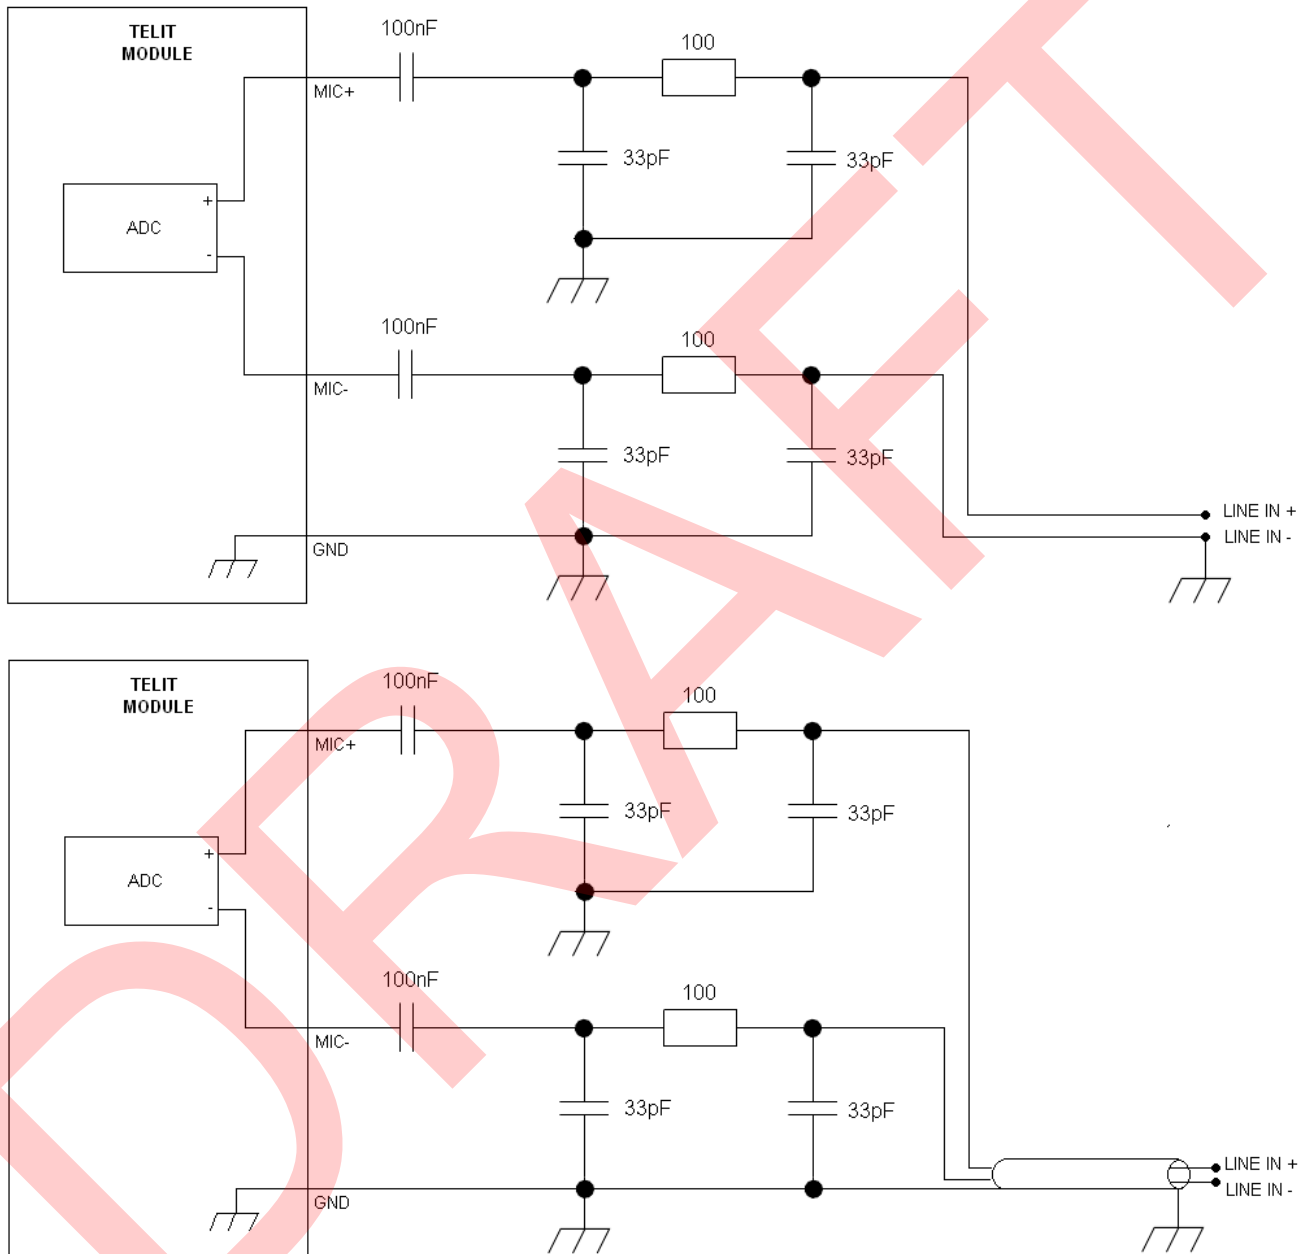 TELIT
MODULE
100nF
100
MIC+
33pF
33pF
+
ADC
-
100nF
100
MIC-
33pF
33pF
LINE IN +
LINE IN -
GND
TELIT
MODULE
100nF
100
MIC+
33pF
33pF
+
ADC
-
100nF
100
MIC-
33pF
33pF
LINE IN +
LINE IN -
GND
DRAFT